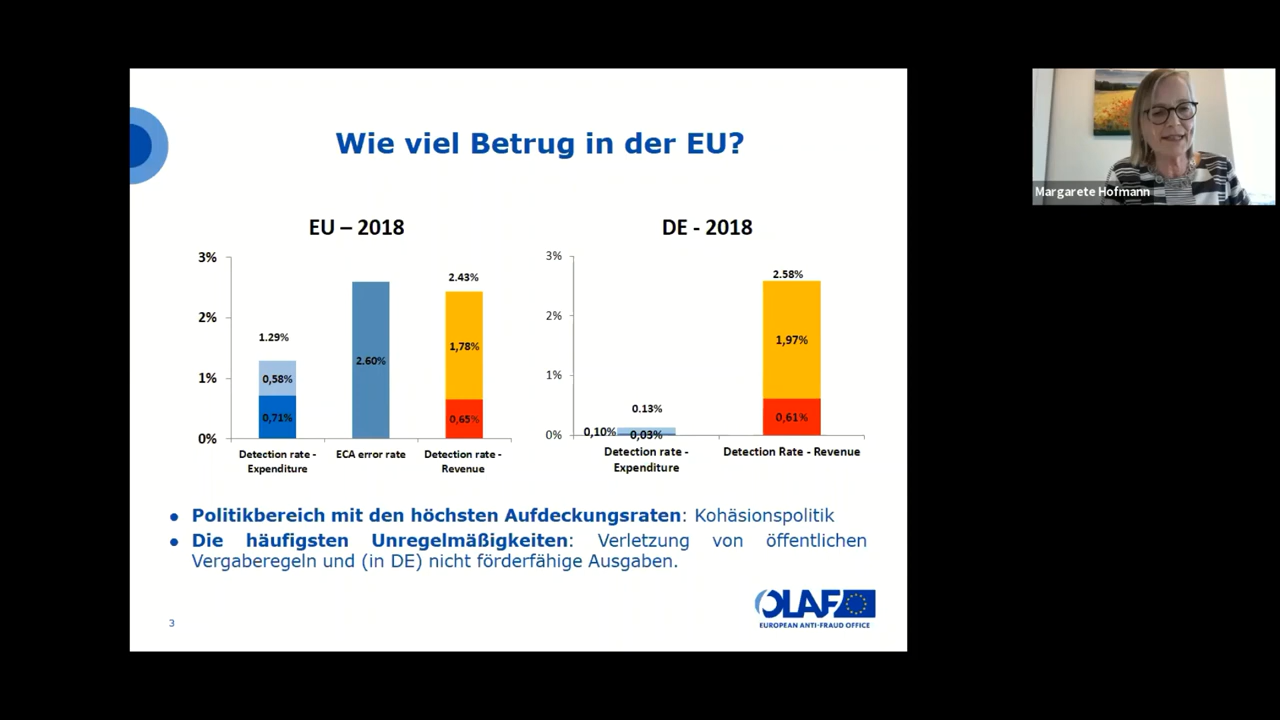 Wie viel Betrug in der EU?
EU – 2018
3%
2%
1%
0%
1.29%
0,58%
0,71%
2.60%
2.43%
1,78%
0,65%
Detection rate -
Expenditure
ECA error rate
Detection rate -
Revenue
DE - 2018
3%
2%
1%
0%
0.13%
0,10%
0,03%
2.58%
1,97%
0,61%
Detection rate -
Expenditure
Detection Rate - Revenue
● Politikbereich mit den höchsten Aufdeckungsraten: Kohäsionspolitik
● Die häufigsten Unregelmäßigkeiten: Verletzung von öffentlichen
Vergaberegeln und (in DE) nicht förderfähige Ausgaben.
3
OLAF
EUROPEAN ANTI-FRAUD OFFICE
Margarete Hofmann